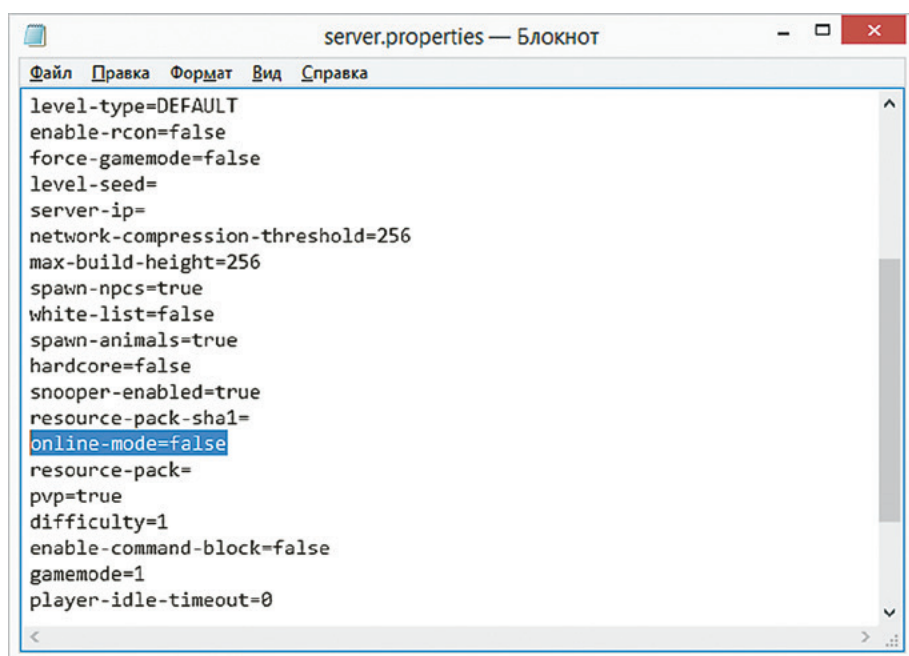 server.properties — Блокнот
Файл Правка Формат Вид Справка
level-type=DEFAULT
enable-rcon=false
force-gamemode=false
level-seed=
server-ip=
network-compression-threshold=256
max-build-height=256
spawn-npcs=true
white-list=false
spawn-animals=true
hardcore=false
snooper-enabled=true
resource-pack-sha1=
online-mode=false
resource-pack=
pvp=true
difficulty=1
enable-command-block=false
gamemode=1
player-idle-timeout=0